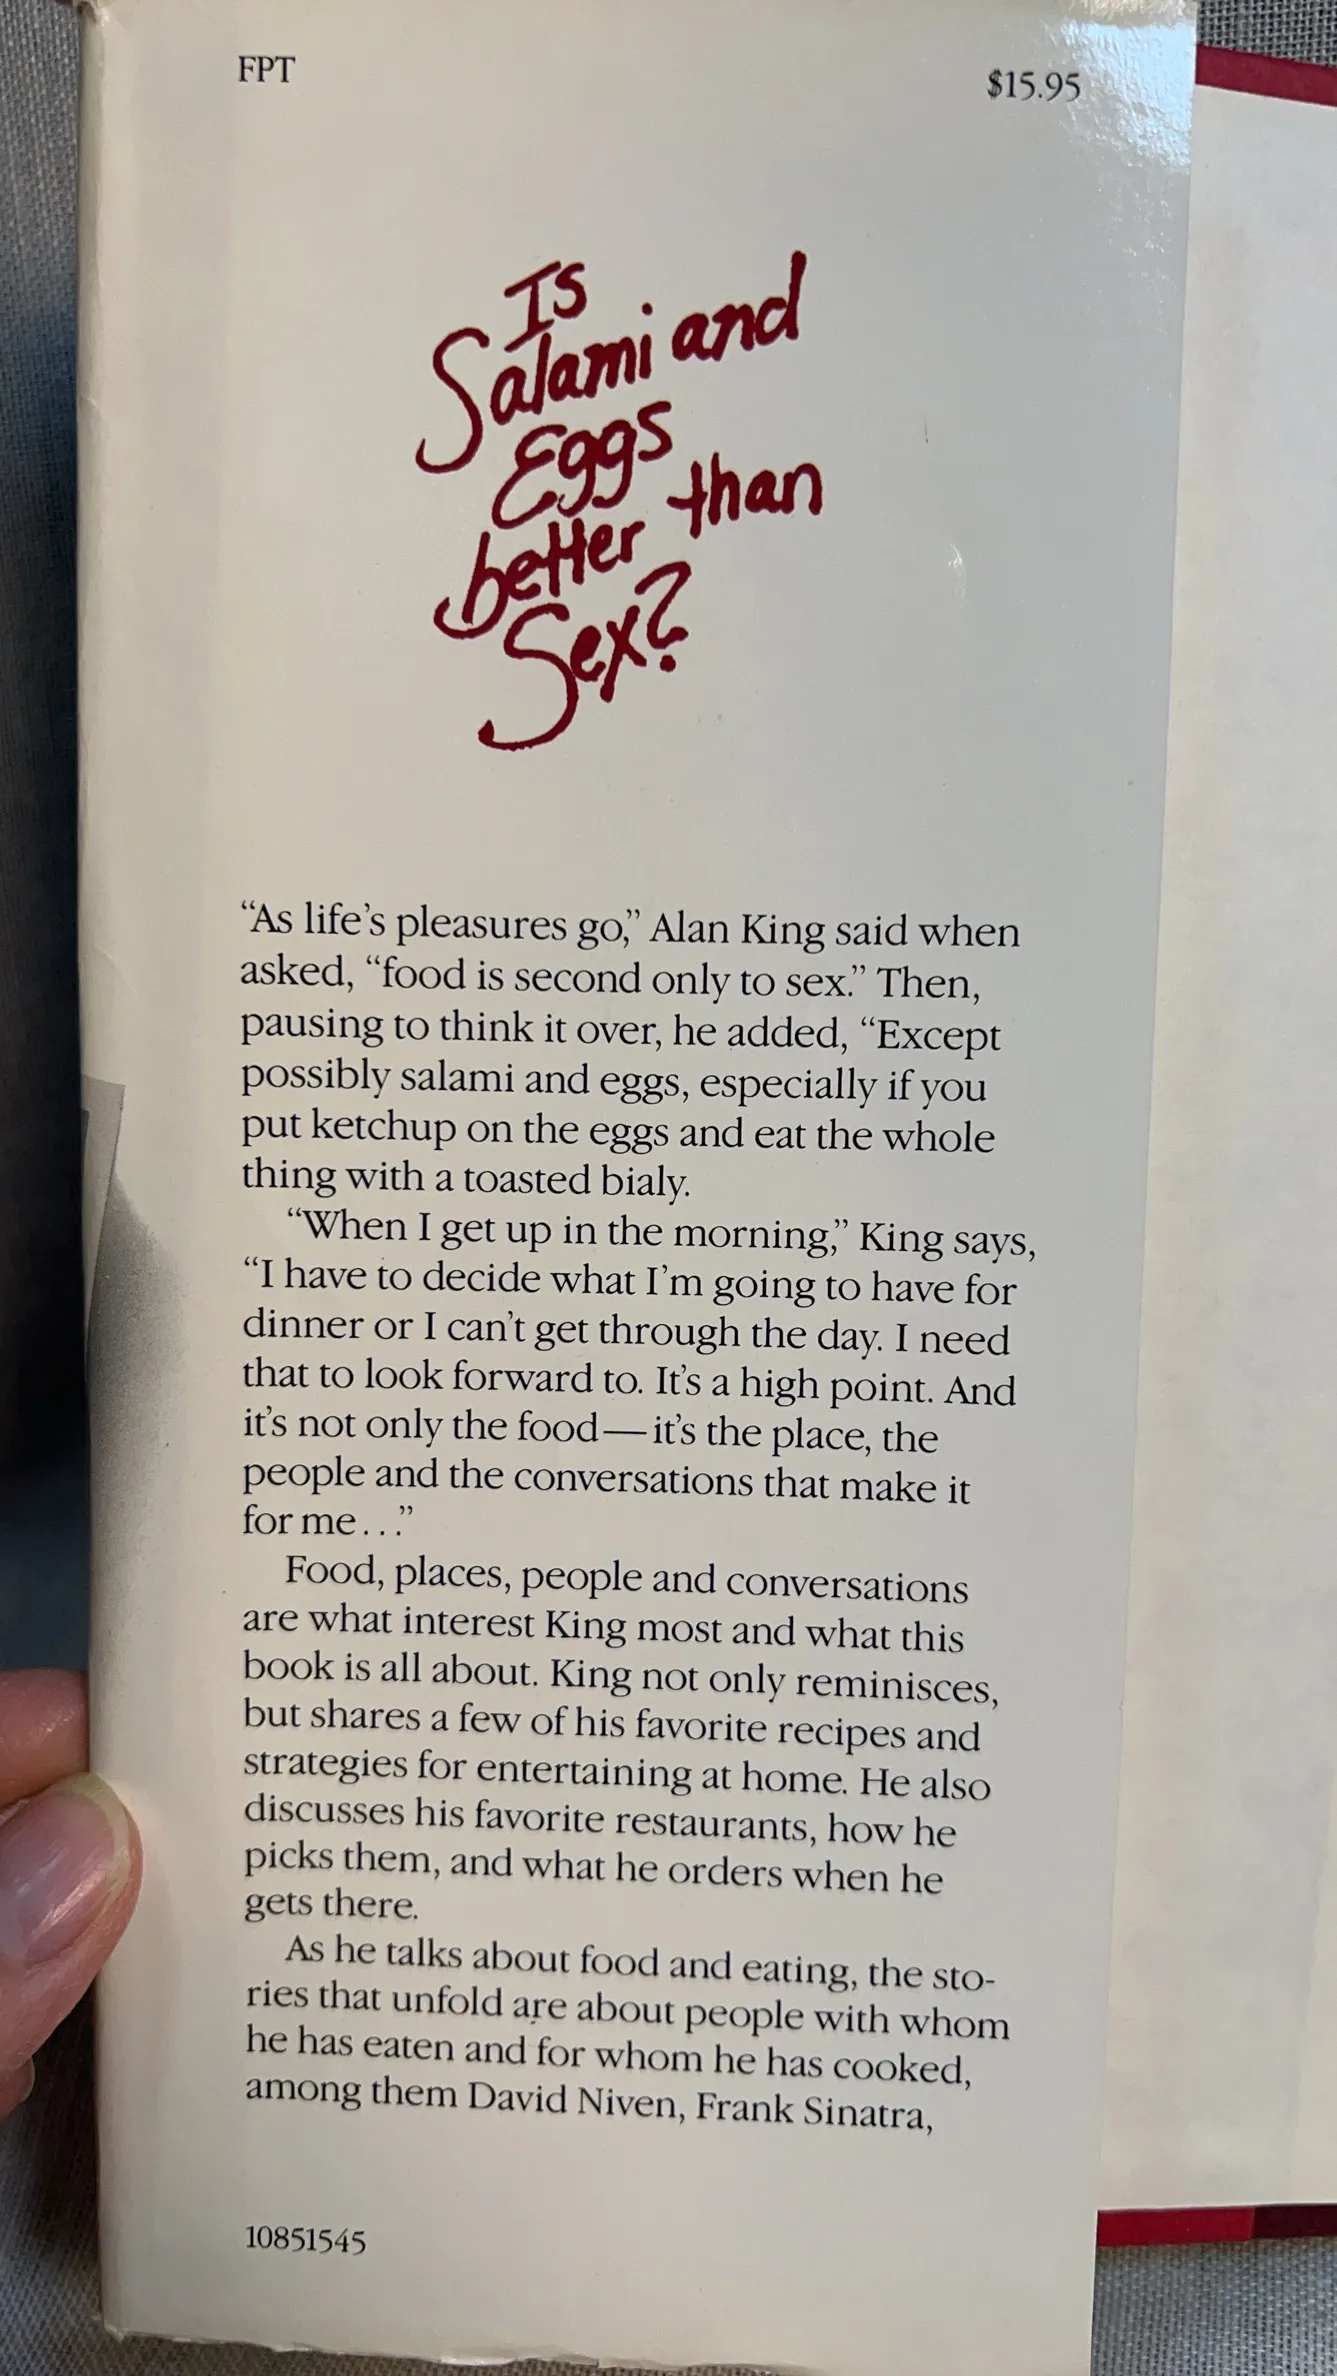 FPT
$15.95
Is
Salami and
Eggs
better than
Sex?
“As life’s pleasures go,” Alan King said when
asked, “food is second only to sex.” Then,
pausing to think it over, he added, “Except
possibly salami and eggs, especially if you
put ketchup on the eggs and eat the whole
thing with a toasted bialy.
“When I get up in the morning,” King says,
“I have to decide what I’m going to have for
dinner or I can’t get through the day. I need
that to look forward to. It’s a high point. And
it’s not only the food—it’s the place, the
people and the conversations that make it
for me...”
Food, places, people and conversations
are what interest King most and what this
book is all about. King not only reminisces,
but shares a few of his favorite recipes and
strategies for entertaining at home. He also
discusses his favorite restaurants, how he
picks them, and what he orders when he
gets there.
As he talks about food and eating, the sto-
ries that unfold are about people with whom
he has eaten and for whom he has cooked,
among them David Niven, Frank Sinatra,
10851545